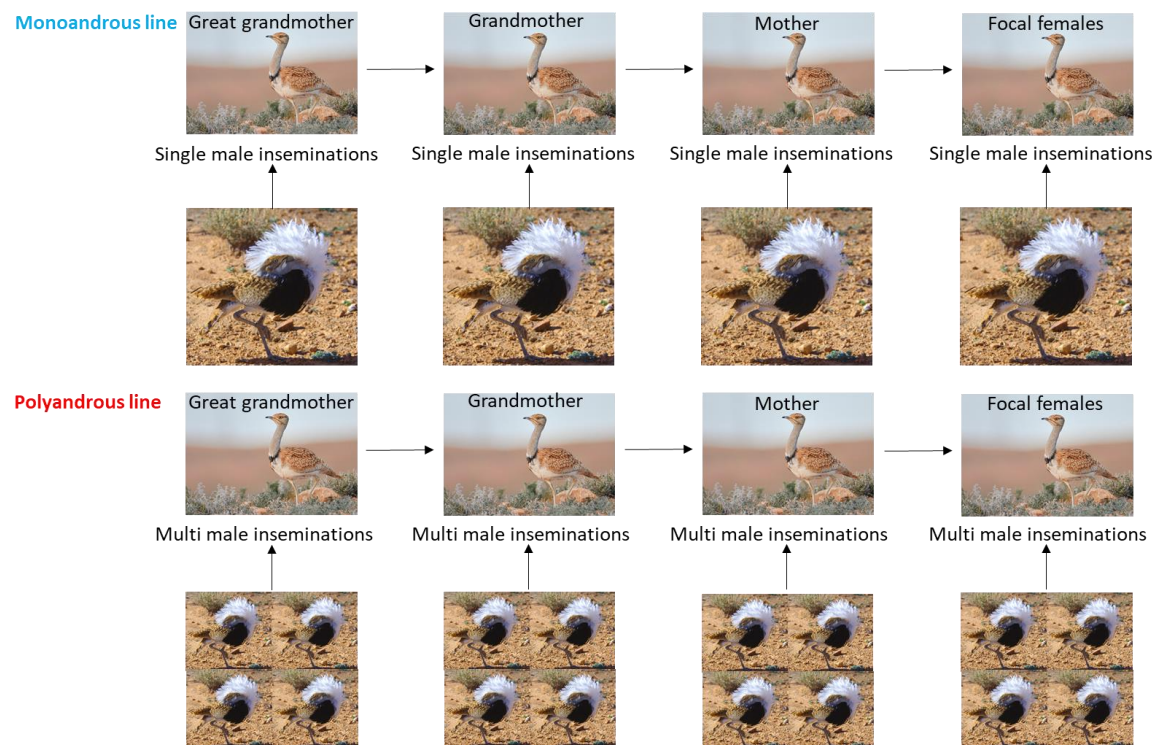 Monoandrous line
Great grandmother
Grandmother
Mother
Focal females
Single male inseminations
Single male inseminations
Single male inseminations
Single male inseminations
Polyandrous line
Great grandmother
Grandmother
Mother
Focal females
Multi male inseminations
Multi male inseminations
Multi male inseminations
Multi male inseminations